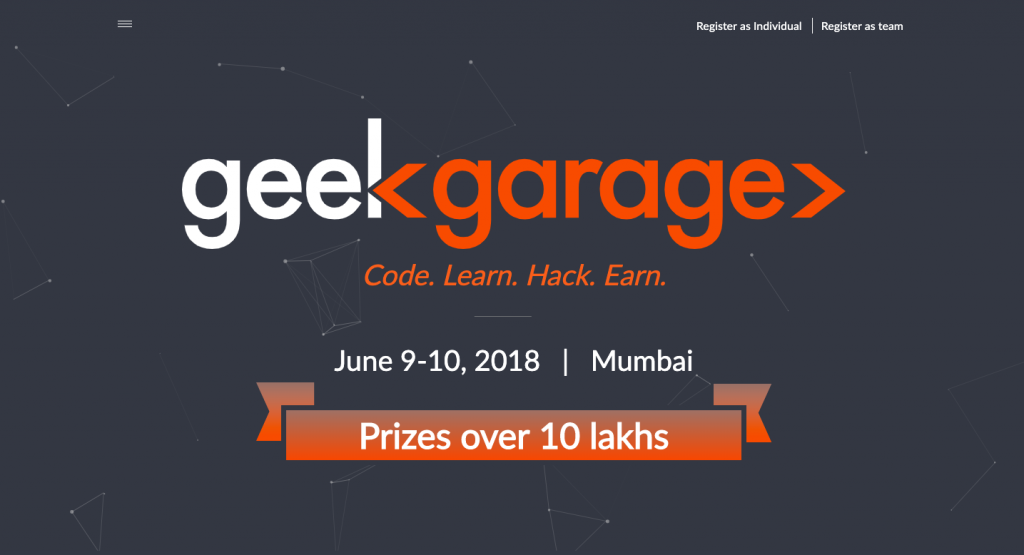 Register as Individual | Register as team
geek<garage>
Code. Learn. Hack. Earn.
June 9-10, 2018 | Mumbai
Prizes over 10 lakhs